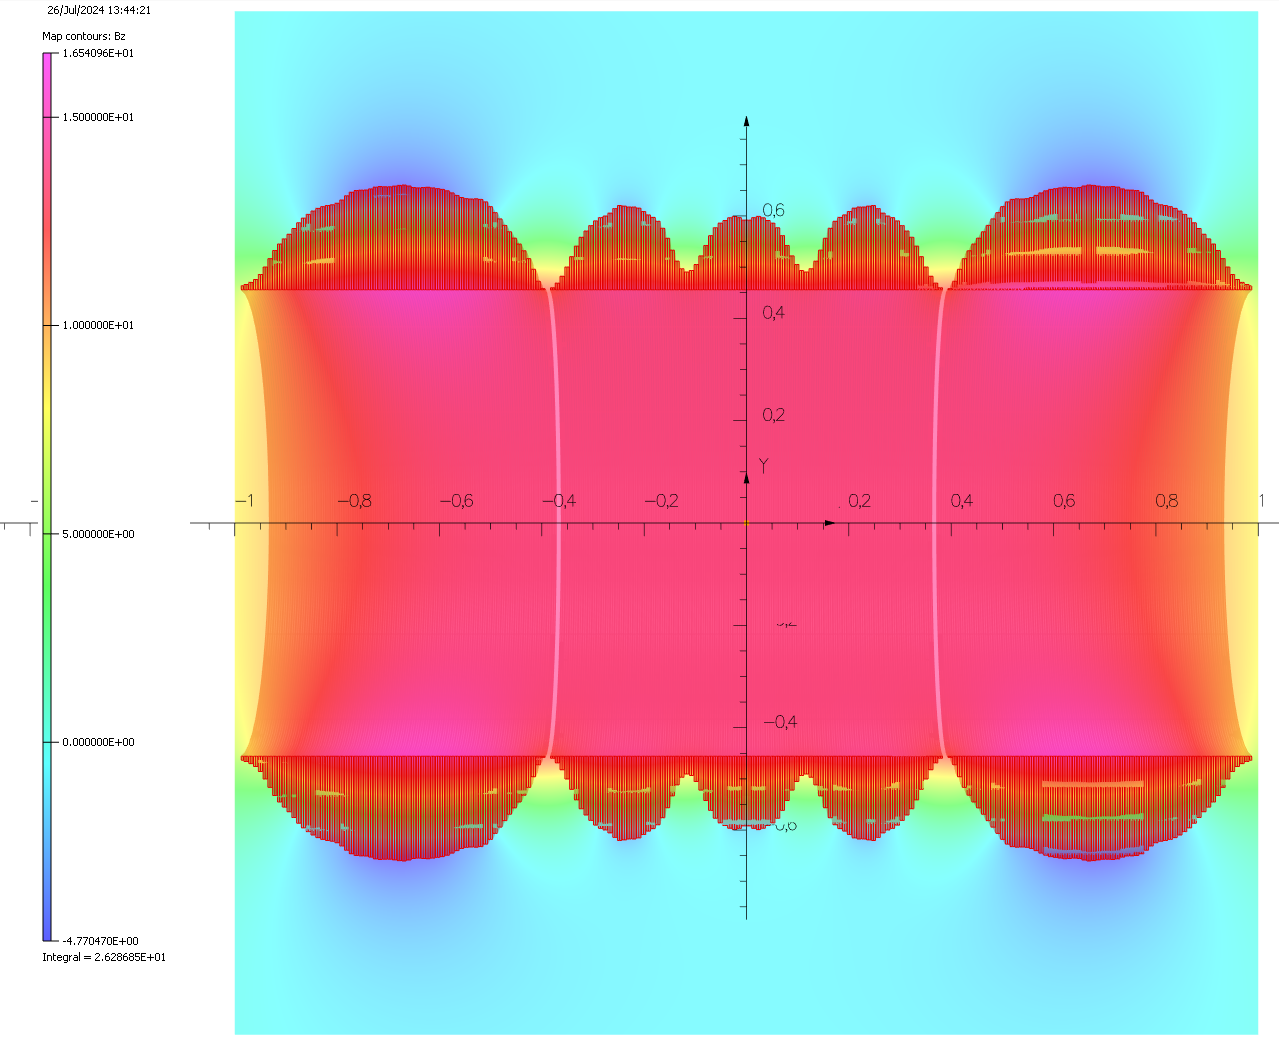 26/Jul/2024 13:44:21
Map contours: Bz
1.654096E+01
1.500000E+01
1.000000E+01
5.000000E+00
0.000000E+00
-4.770470E+00
Integral = 2.628685E+01
0,6
0,4
0,2
Y
−1
−0,8
−0,6
−0,4
−0,2
0,2
0,4
0,6
0,8
1
−0,4